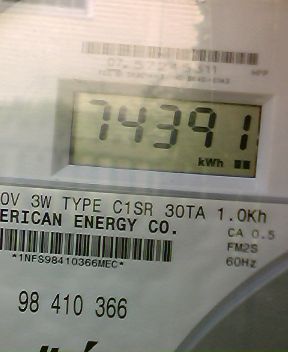 74391
kWh
0V 3W TYPE C1SR 30TA 1.0Kh
ERICAN ENERGY CO.
CA 0.5
FM2S
60Hz
*1NFS98410366MEC*
98 410 366